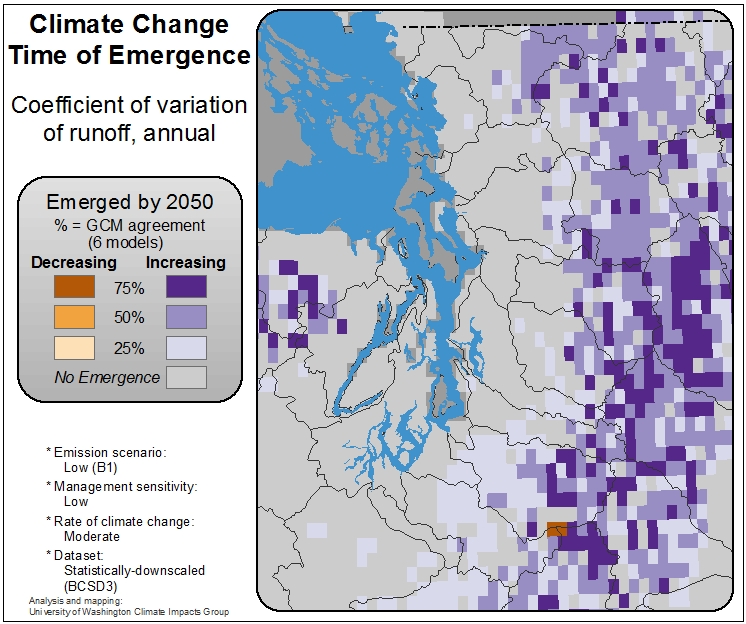 Climate Change
Time of Emergence
Coefficient of variation
of runoff, annual
Emerged by 2050
% = GCM agreement
(6 models)
Decreasing Increasing
75%
50%
25%
No Emergence
* Emission scenario:
Low (B1)
* Management sensitivity:
Low
* Rate of climate change:
Moderate
* Dataset:
Statistically-downscaled
(BCSD3)
Analysis and mapping:
University of Washington Climate Impacts Group